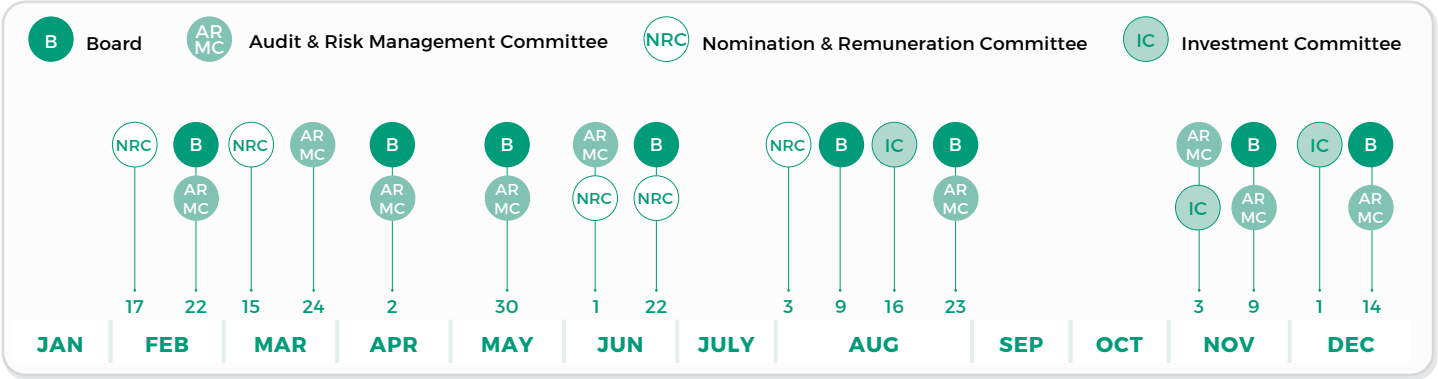 B Board AR MC Audit & Risk Management Committee NRC Nomination & Remuneration Committee IC Investment Committee
NRC B NRC AR MC B B AR MC B NRC B IC B AR MC B IC B
AR MC AR MC AR MC NRC NRC AR MC IC AR MC AR MC
17 22 15 24 2 30 1 22 3 9 16 23 3 9 1 14
JAN FEB MAR APR MAY JUN JULY AUG SEP OCT NOV DEC